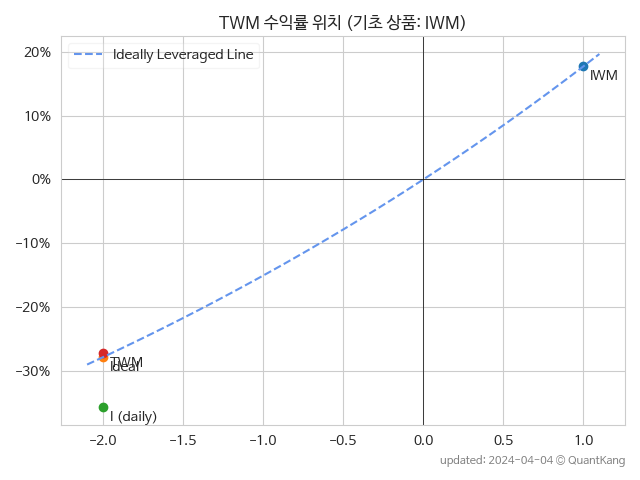 TWM 수익률 위치 (기초 상품: IWM)
Ideally Leveraged Line
20%
10%
0%
-10%
-20%
-30%
IWM
TWM
Ideal
I (daily)
-2.0 -1.5 -1.0 -0.5 0.0 0.5 1.0
updated: 2024-04-04 © QuantKang